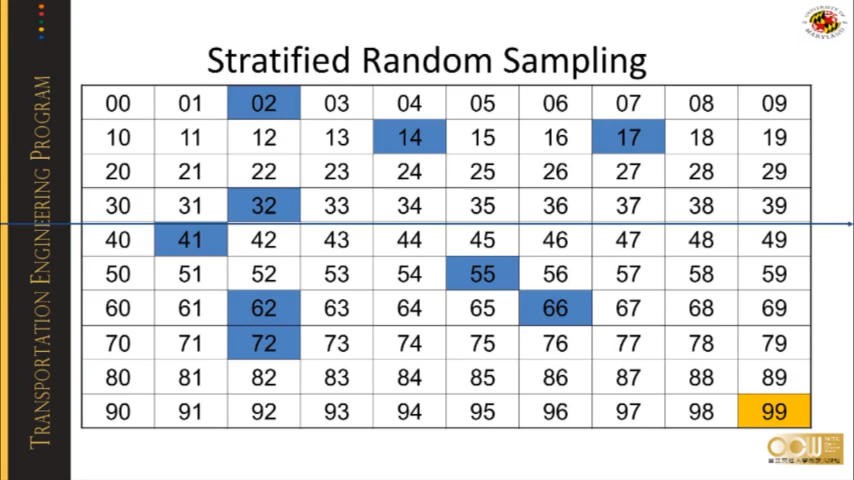 UNIVERSITY OF
MARYLAND
TRANSPORTATION ENGINEERING PROGRAM
Stratified Random Sampling
00 01 02 03 04 05 06 07 08 09
10 11 12 13 14 15 16 17 18 19
20 21 22 23 24 25 26 27 28 29
30 31 32 33 34 35 36 37 38 39
40 41 42 43 44 45 46 47 48 49
50 51 52 53 54 55 56 57 58 59
60 61 62 63 64 65 66 67 68 69
70 71 72 73 74 75 76 77 78 79
80 81 82 83 84 85 86 87 88 89
90 91 92 93 94 95 96 97 98 99
OCW